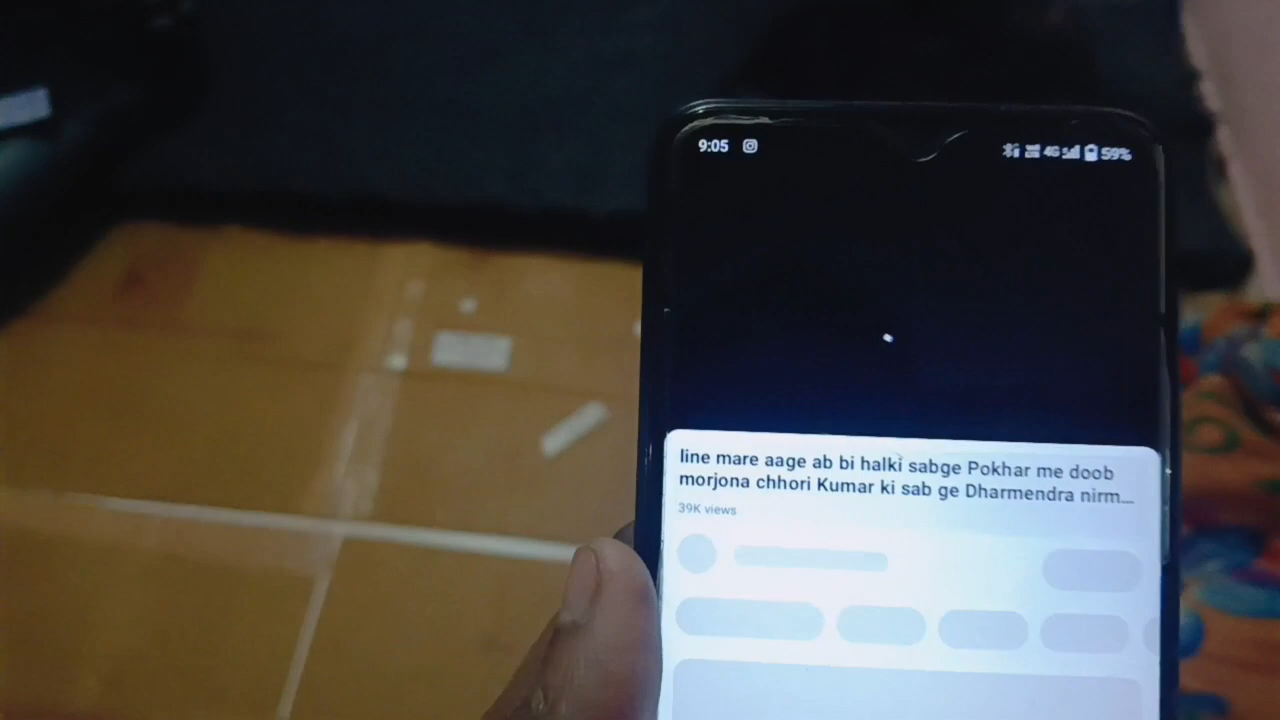 9:05 4G 59%
line mare aage ab bi halki sabge Pokhar me doob
morjona chhori Kumar ki sab ge Dharmendra nirm...
39K views